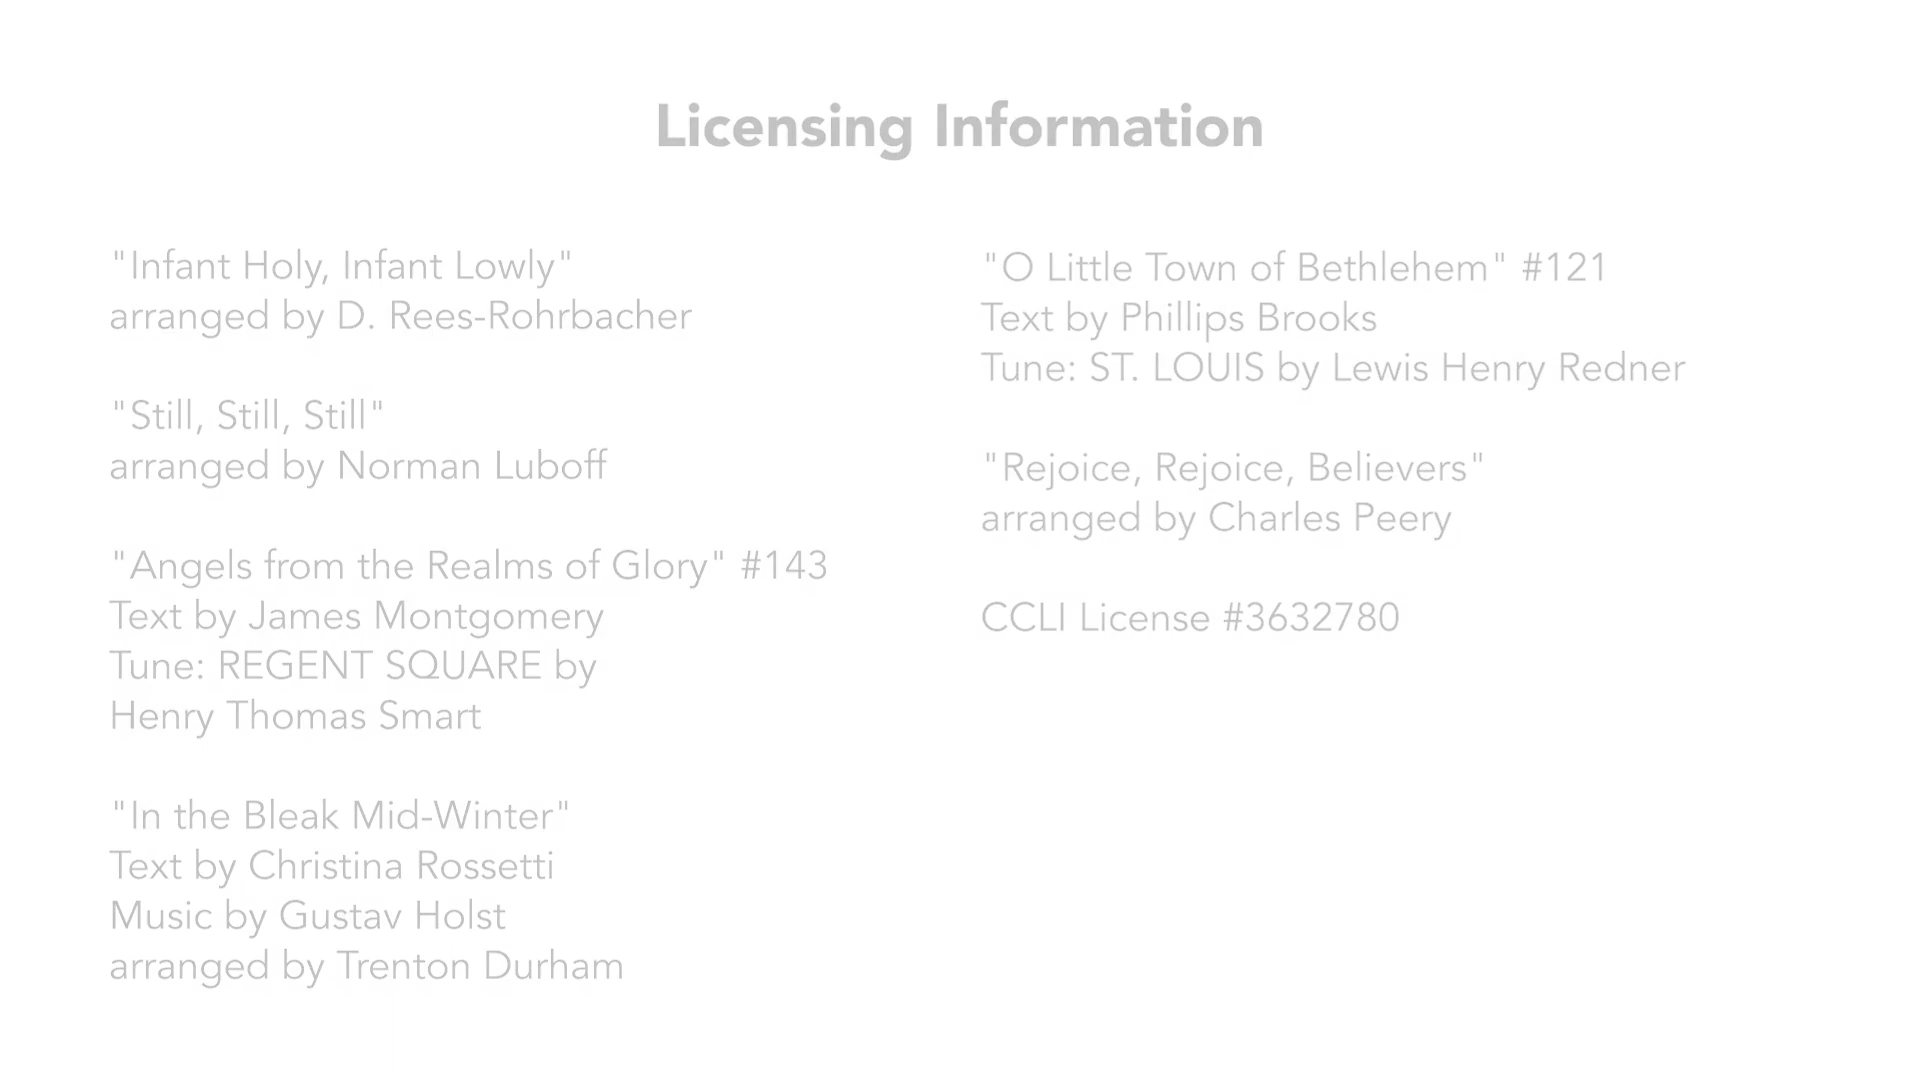 Licensing Information
"Infant Holy, Infant Lowly"
arranged by D. Rees-Rohrbacher
"Still, Still, Still"
arranged by Norman Luboff
"Angels from the Realms of Glory" #143
Text by James Montgomery
Tune: REGENT SQUARE by
Henry Thomas Smart
"In the Bleak Mid-Winter"
Text by Christina Rossetti
Music by Gustav Holst
arranged by Trenton Durham
"O Little Town of Bethlehem" #121
Text by Phillips Brooks
Tune: ST. LOUIS by Lewis Henry Redner
"Rejoice, Rejoice, Believers"
arranged by Charles Peery
CCLI License #3632780